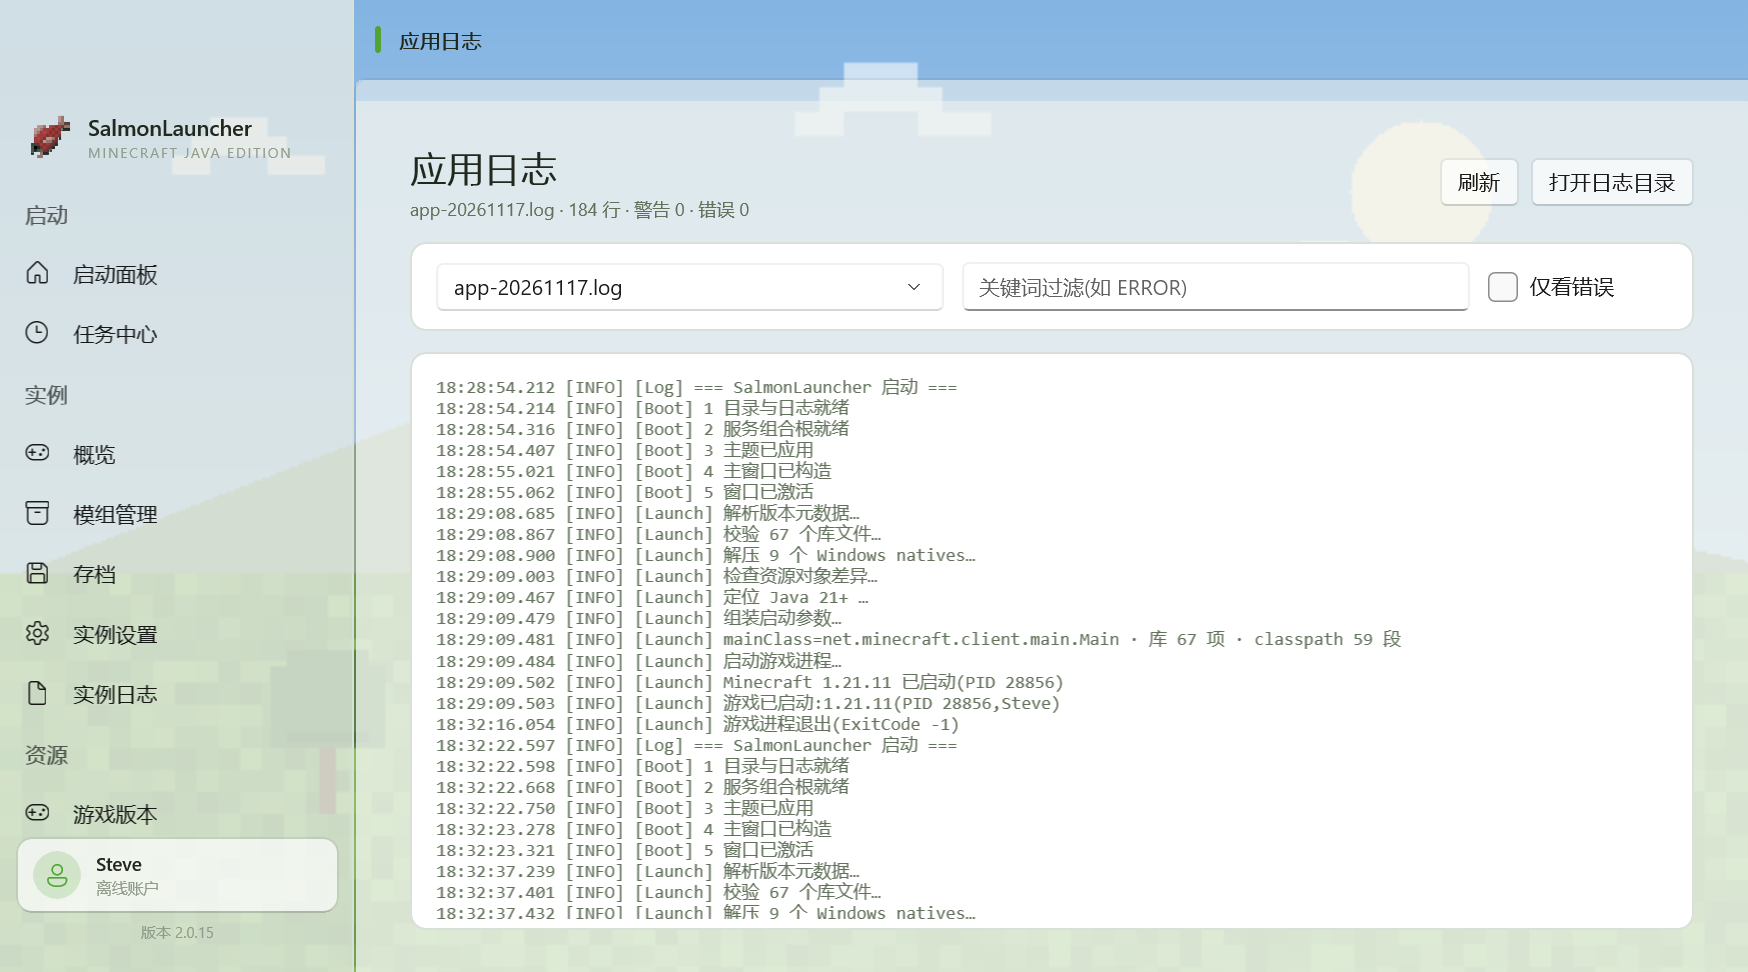 应用日志
SalmonLauncher
MINECRAFT JAVA EDITION
启动
启动面板
任务中心
实例
概览
模组管理
存档
实例设置
实例日志
资源
游戏版本
Steve
离线账户
版本 2.0.15
应用日志
app-20261117.log · 184 行 · 警告 0 · 错误 0
刷新
打开日志目录
app-20261117.log
关键词过滤(如 ERROR)
仅看错误
18:28:54.212 [INFO] [Log] === SalmonLauncher 启动 ===
18:28:54.214 [INFO] [Boot] 1 目录与日志就绪
18:28:54.316 [INFO] [Boot] 2 服务组合根就绪
18:28:54.407 [INFO] [Boot] 3 主题已应用
18:28:55.021 [INFO] [Boot] 4 主窗口已构造
18:28:55.062 [INFO] [Boot] 5 窗口已激活
18:29:08.685 [INFO] [Launch] 解析版本元数据…
18:29:08.867 [INFO] [Launch] 校验 67 个库文件…
18:29:08.900 [INFO] [Launch] 解压 9 个 Windows natives…
18:29:09.003 [INFO] [Launch] 检查资源对象差异…
18:29:09.467 [INFO] [Launch] 定位 Java 21+ …
18:29:09.479 [INFO] [Launch] 组装启动参数…
18:29:09.481 [INFO] [Launch] mainClass=net.minecraft.client.main.Main · 库 67 项 · classpath 59 段
18:29:09.484 [INFO] [Launch] 启动游戏进程…
18:29:09.502 [INFO] [Launch] Minecraft 1.21.11 已启动(PID 28856)
18:29:09.503 [INFO] [Launch] 游戏已启动:1.21.11(PID 28856,Steve)
18:32:16.054 [INFO] [Launch] 游戏进程退出(ExitCode -1)
18:32:22.597 [INFO] [Log] === SalmonLauncher 启动 ===
18:32:22.598 [INFO] [Boot] 1 目录与日志就绪
18:32:22.668 [INFO] [Boot] 2 服务组合根就绪
18:32:22.750 [INFO] [Boot] 3 主题已应用
18:32:23.278 [INFO] [Boot] 4 主窗口已构造
18:32:23.321 [INFO] [Boot] 5 窗口已激活
18:32:37.239 [INFO] [Launch] 解析版本元数据…
18:32:37.401 [INFO] [Launch] 校验 67 个库文件…
18:32:37.432 [INFO] [Launch] 解压 9 个 Windows natives…